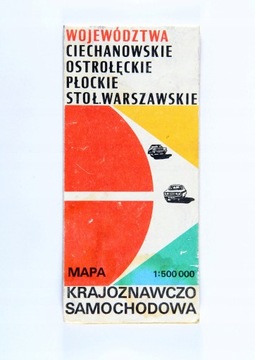 WOJEWÓDZTWA
CIECHANOWSKIE
OSTROŁĘCKIE
PŁOCKIE
STOŁ.WARSZAWSKIE
MAPA 1:500 000
KRAJOZNAWCZO
SAMOCHODOWA